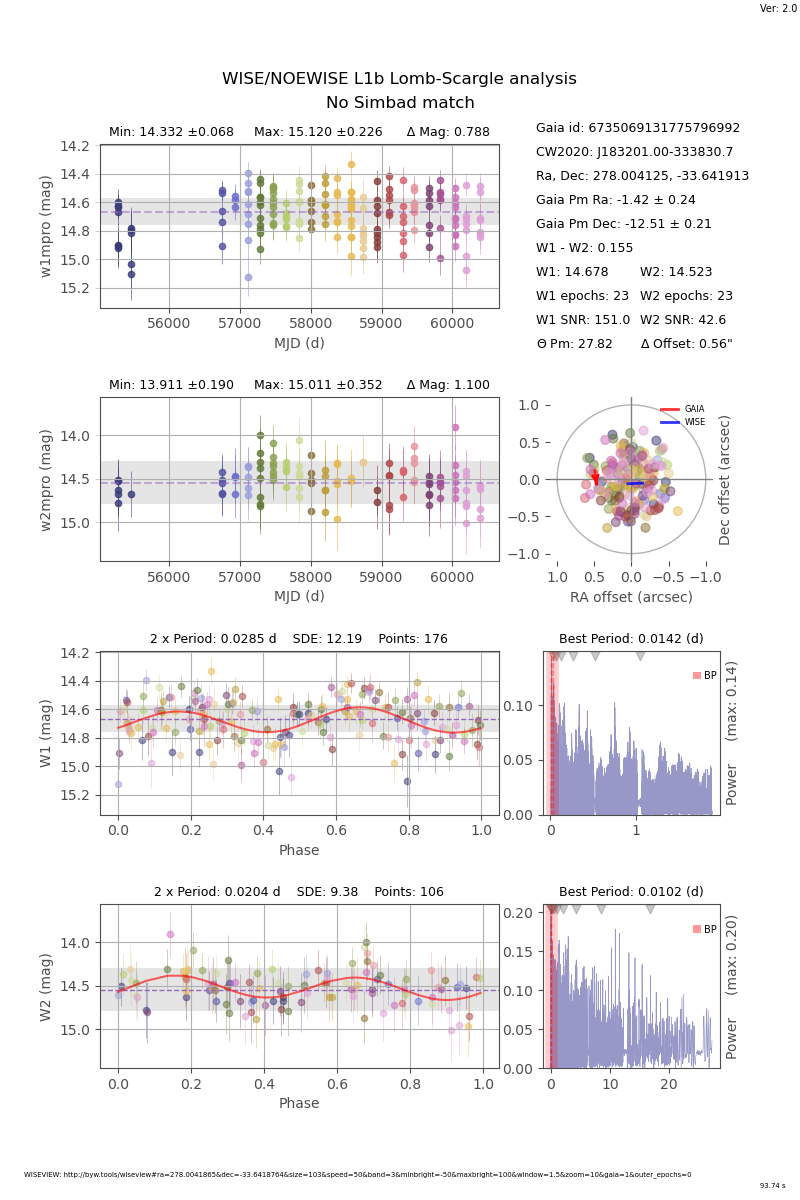 Ver: 2.0
WISE/NOEWISE L1b Lomb-Scargle analysis
No Simbad match
Min: 14.332 ±0.068 Max: 15.120 ±0.226 Δ Mag: 0.788
14.2
14.4
14.6
14.8
15.0
15.2
w1mpro (mag)
56000 57000 58000 59000 60000
MJD (d)
Gaia id: 6735069131775796992
CW2020: J183201.00-333830.7
Ra, Dec: 278.004125, -33.641913
Gaia Pm Ra: -1.42 ± 0.24
Gaia Pm Dec: -12.51 ± 0.21
W1 - W2: 0.155
W1: 14.678 W2: 14.523
W1 epochs: 23 W2 epochs: 23
W1 SNR: 151.0 W2 SNR: 42.6
Θ Pm: 27.82 Δ Offset: 0.56"
Min: 13.911 ±0.190 Max: 15.011 ±0.352 Δ Mag: 1.100
14.0
14.5
15.0
w2mpro (mag)
56000 57000 58000 59000 60000
MJD (d)
GAIA
WISE
1.0
0.5
0.0
−0.5
−1.0
1.0 0.5 0.0 −0.5 −1.0
RA offset (arcsec)
Dec offset (arcsec)
2 x Period: 0.0285 d SDE: 12.19 Points: 176
14.2
14.4
14.6
14.8
15.0
15.2
W1 (mag)
0.0 0.2 0.4 0.6 0.8 1.0
Phase
Best Period: 0.0142 (d)
BP
0.10
0.05
0.00
0 1
Power (max: 0.14)
2 x Period: 0.0204 d SDE: 9.38 Points: 106
14.0
14.5
15.0
W2 (mag)
0.0 0.2 0.4 0.6 0.8 1.0
Phase
Best Period: 0.0102 (d)
BP
0.20
0.15
0.10
0.05
0.00
0 10 20
Power (max: 0.20)
WISEVIEW: http://byw.tools/wiseview#ra=278.0041865&dec=-33.6418764&size=103&speed=50&band=3&minbright=-50&maxbright=100&window=1.5&zoom=10&gaia=1&outer_epochs=0
93.74 s